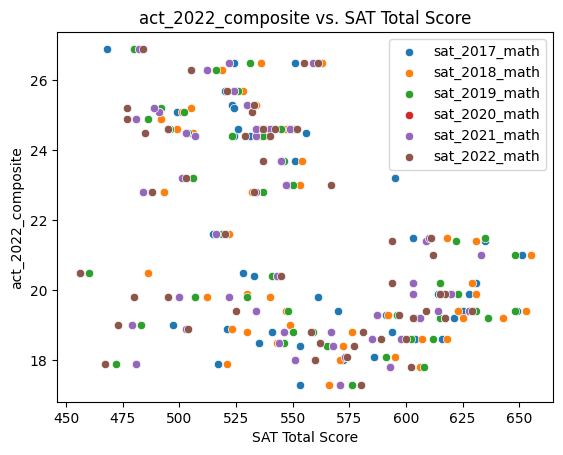 act_2022_composite vs. SAT Total Score
sat_2017_math
sat_2018_math
sat_2019_math
sat_2020_math
sat_2021_math
sat_2022_math
act_2022_composite
26
24
22
20
18
450
475
500
525
550
575
600
625
650
SAT Total Score